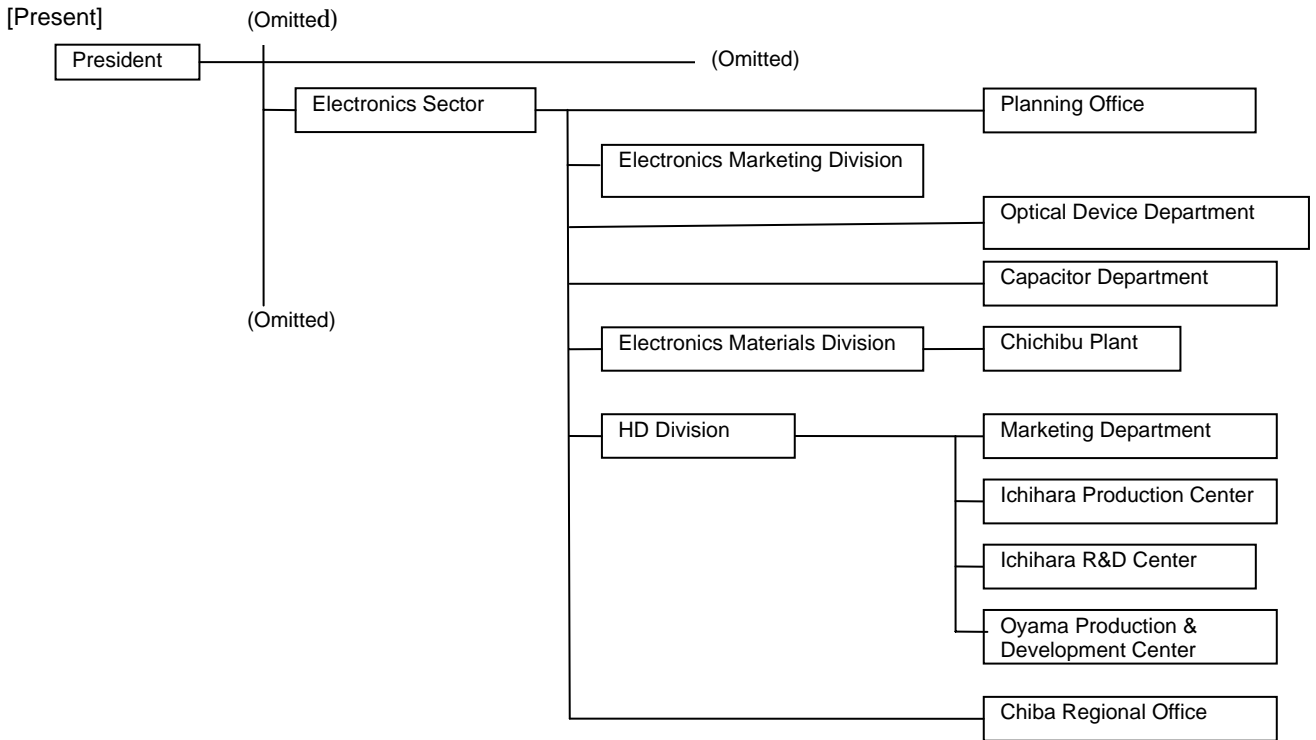 [Present]
(Omitted)
President
(Omitted)
Electronics Sector
Planning Office
Electronics Marketing Division
Optical Device Department
Capacitor Department
(Omitted)
Electronics Materials Division
Chichibu Plant
HD Division
Marketing Department
Ichihara Production Center
Ichihara R&D Center
Oyama Production &
Development Center
Chiba Regional Office